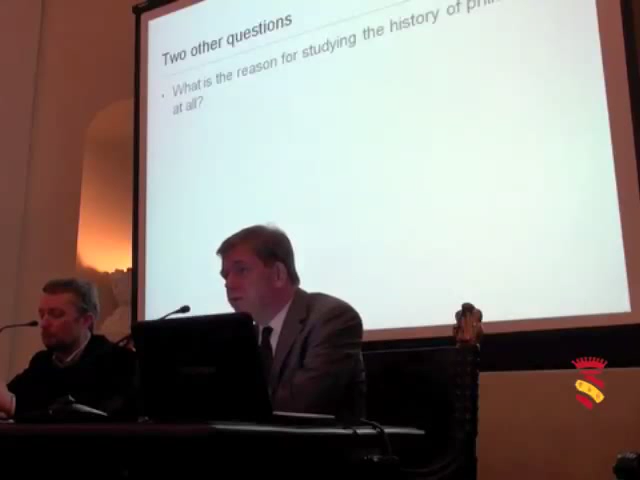 Two other questions
• What is the reason for studying the history of
at all?